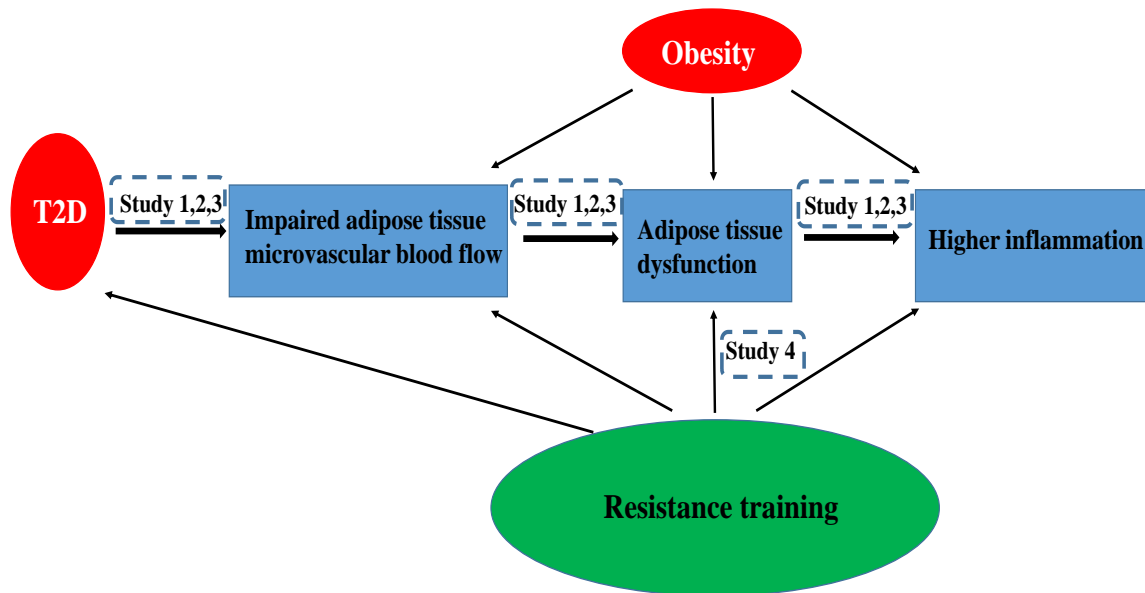 Obesity
T2D
Study 1,2,3
Impaired adipose tissue
microvascular blood flow
Study 1,2,3
Adipose tissue
dysfunction
Study 1,2,3
Higher inflammation
Study 4
Resistance training